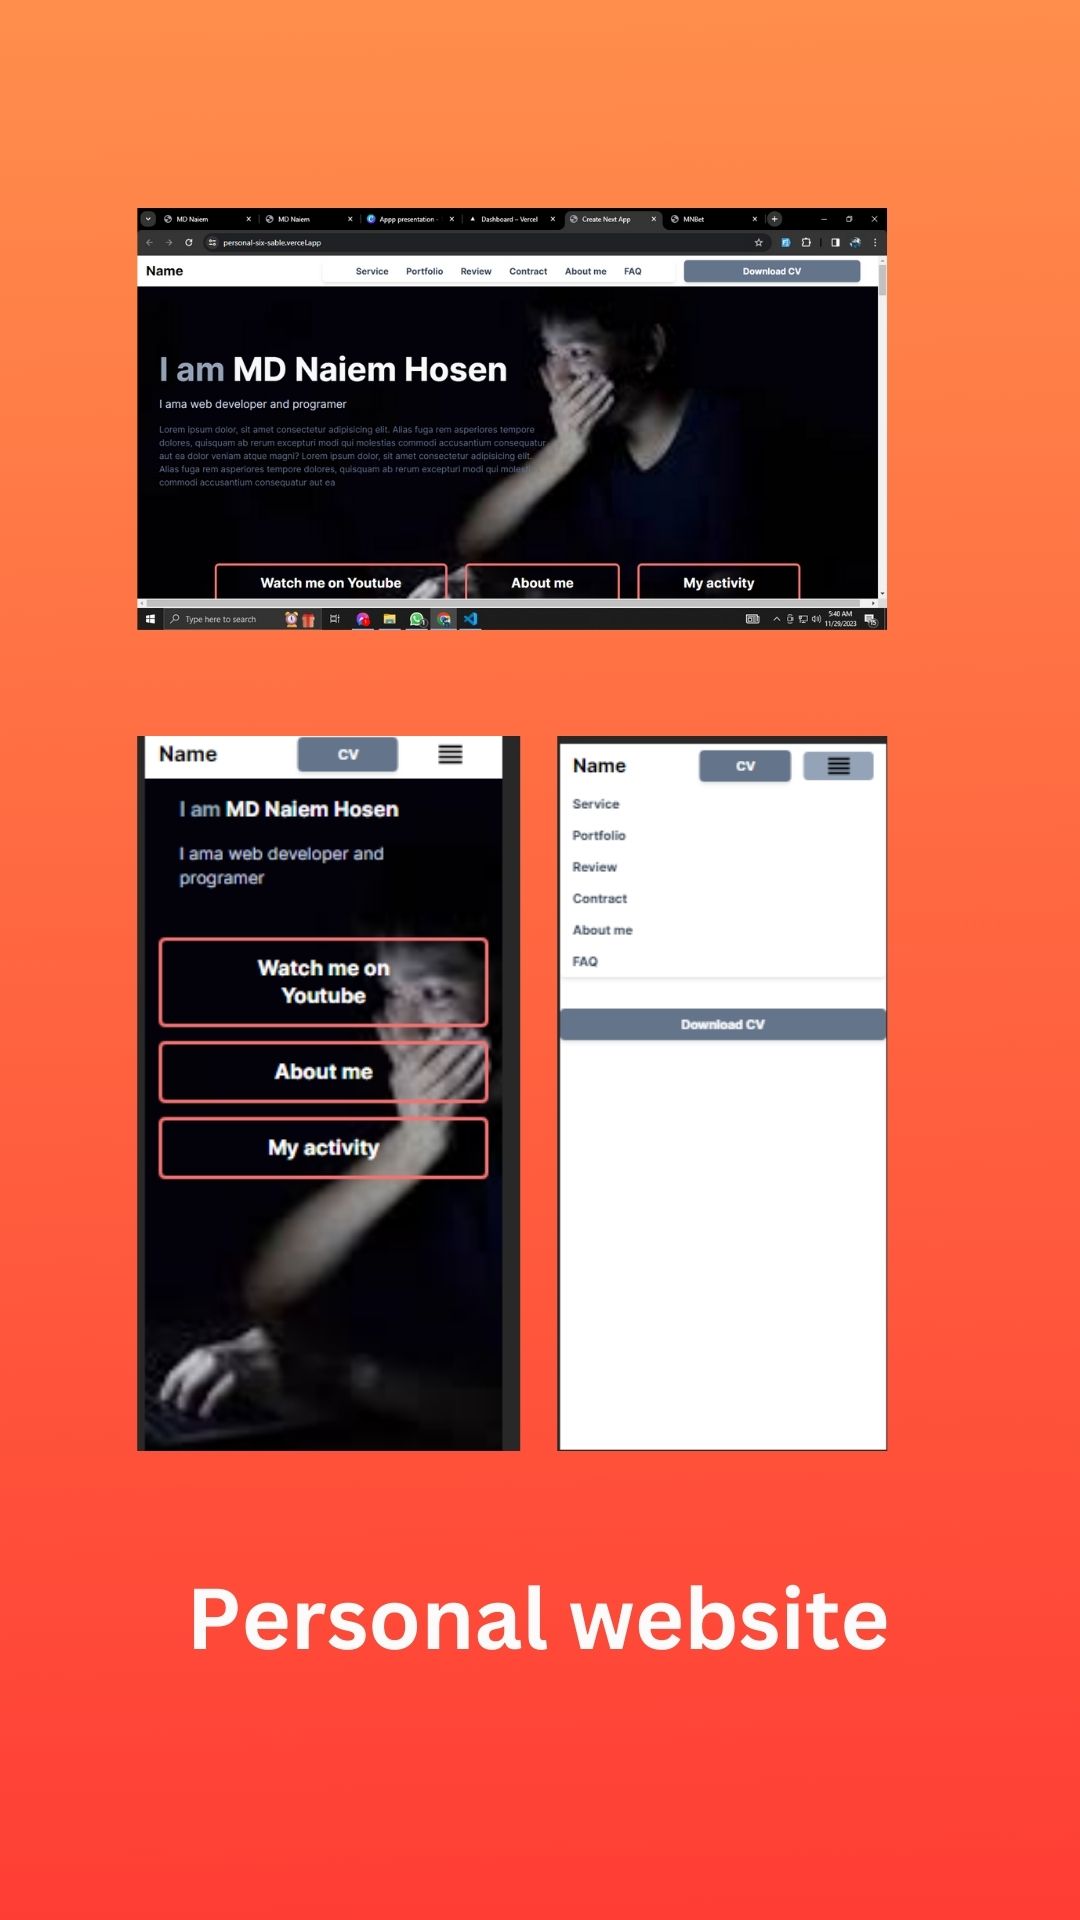 MD Naiem
MD Naiem
Appp presentation -
Dashboard – Vercel
Create Next App
MNBet
personal-six-sable.vercel.app
Name
Service
Portfolio
Review
Contract
About me
FAQ
Download CV
I am MD Naiem Hosen
I ama web developer and programer
Lorem ipsum dolor, sit amet consectetur adipisicing elit. Alias fuga rem asperiores tempore
dolores, quisquam ab rerum excepturi modi qui molestias commodi accusantium consequatur
aut ea dolor veniam atque magni? Lorem ipsum dolor, sit amet consectetur adipisicing elit.
Alias fuga rem asperiores tempore dolores, quisquam ab rerum excepturi modi qui molestias
commodi accusantium consequatur aut ea
Watch me on Youtube
About me
My activity
Type here to search
5:40 AM
11/29/2023
Name
CV
I am MD Naiem Hosen
I ama web developer and
programer
Watch me on
Youtube
About me
My activity
Name
CV
Service
Portfolio
Review
Contract
About me
FAQ
Download CV
Personal website